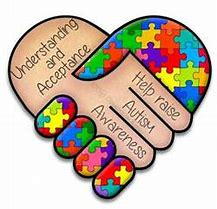 Understanding
and
Acceptance
Help raise
Autism
Awareness